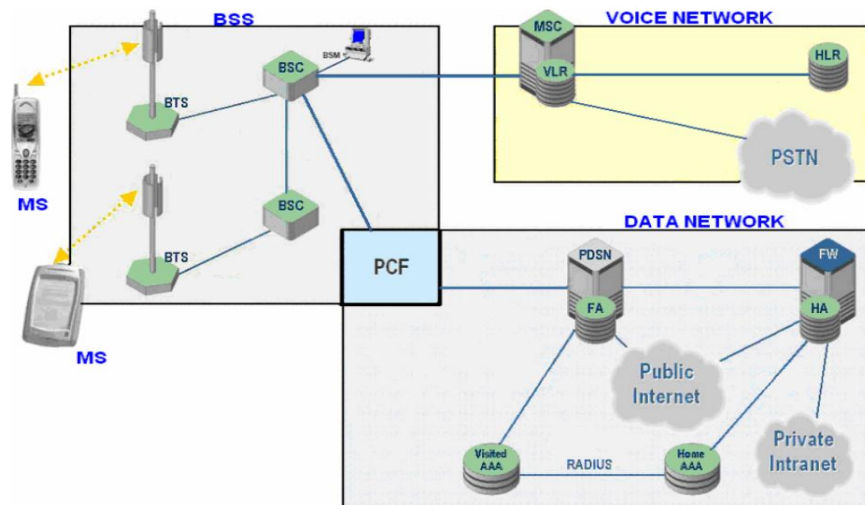 BSS
MSC
VOICE NETWORK
BSM
BSC
VLR
HLR
BTS
PSTN
MS
BSC
DATA NETWORK
BTS
PCF
PDSN
FW
FA
HA
MS
Public
Internet
Private
Intranet
Visited
AAA
RADIUS
Home
AAA